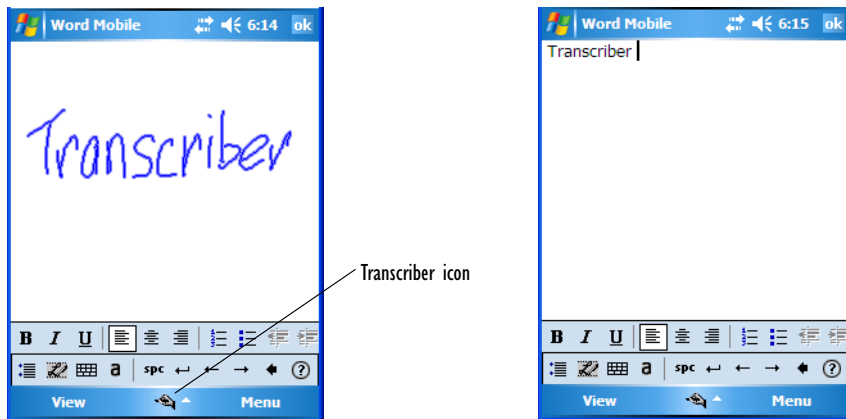 Word Mobile 6:14 ok
Transcriber
Transcriber icon
B I U
a spc
View Menu
Word Mobile 6:15 ok
Transcriber
B I U
a spc
View Menu